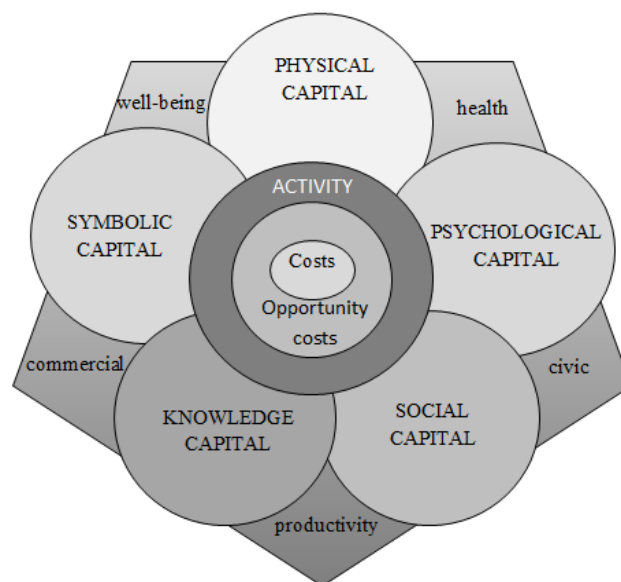 PHYSICAL
CAPITAL
well-being
health
ACTIVITY
SYMBOLIC
CAPITAL
PSYCHOLOGICAL
CAPITAL
Costs
Opportunity
costs
commercial
civic
KNOWLEDGE
CAPITAL
SOCIAL
CAPITAL
productivity